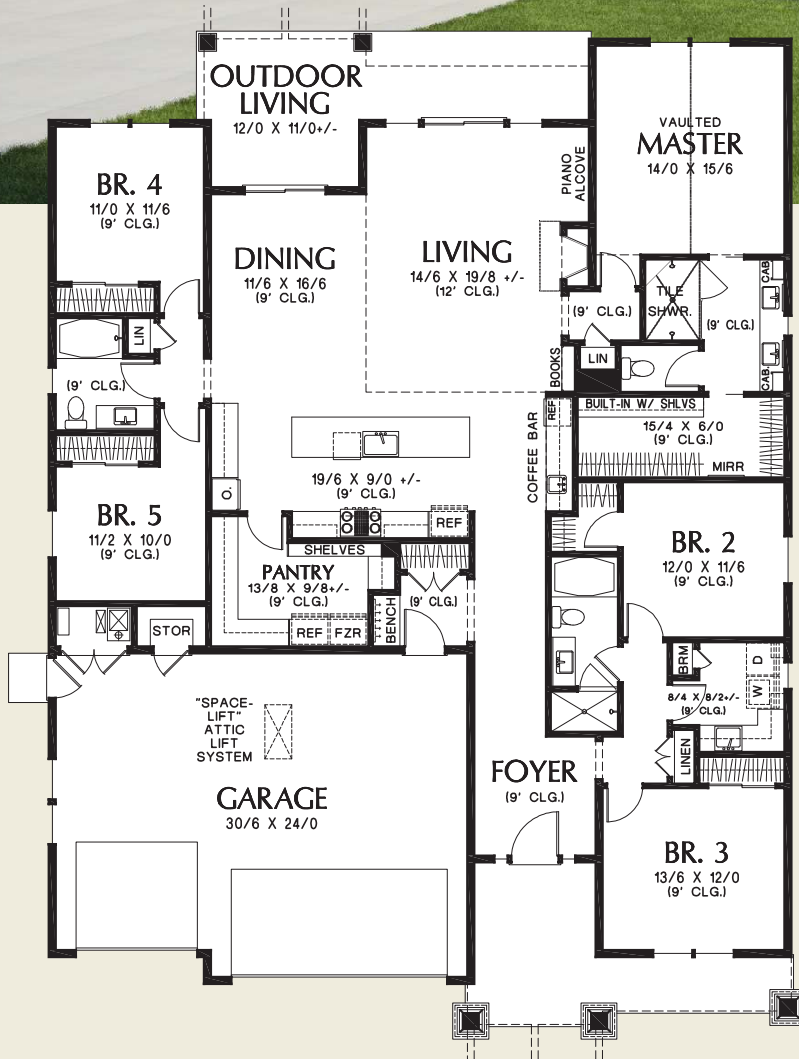 OUTDOOR
LIVING
12/0 X 11/0+/-
VAULTED
MASTER
14/0 X 15/6
BR. 4
11/0 X 11/6
(9' CLG.)
PIANO
ALCOVE
DINING
11/6 X 16/6
(9' CLG.)
LIVING
14/6 X 19/8 +/-
(12' CLG.)
TILE
SHWR.
CAB.
(9' CLG.)
(9' CLG.)
LIN
(9' CLG.)
BOOKS
LIN
CAB.
BUILT-IN W/ SHLVS
15/4 X 6/0
(9' CLG.)
MIRR
REF
COFFEE BAR
19/6 X 9/0 +/-
(9' CLG.)
O.
REF
BR. 5
11/2 X 10/0
(9' CLG.)
SHELVES
PANTRY
13/8 X 9/8+/-
(9' CLG.)
REF
FZR
BENCH
(9' CLG.)
BR. 2
12/0 X 11/6
(9' CLG.)
STOR
BRM
D
W
8/4 X 8/2+/-
(9' CLG.)
LINEN
"SPACE-
LIFT"
ATTIC
LIFT
SYSTEM
GARAGE
30/6 X 24/0
FOYER
(9' CLG.)
BR. 3
13/6 X 12/0
(9' CLG.)